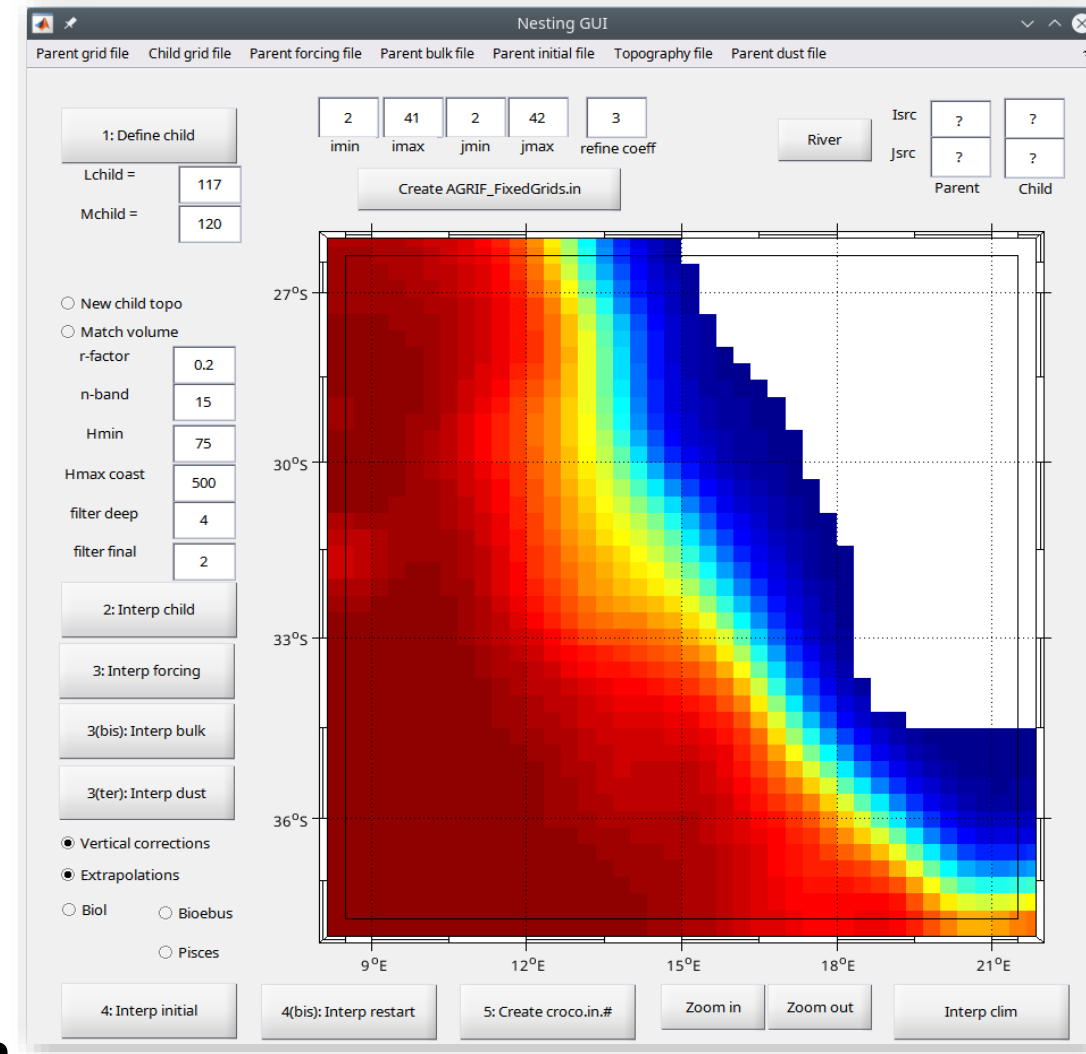 Nesting GUI
Parent grid file Child grid file Parent forcing file Parent bulk file Parent initial file Topography file Parent dust file
1: Define child
Lchild = 117
Mchild = 120
2 41 2 42 3
imin imax jmin jmax refine coeff
Create AGRIF_FixedGrids.in
River
Isrc ? ?
Jsrc ? ?
Parent Child
New child topo
Match volume
r-factor 0.2
n-band 15
Hmin 75
Hmax coast 500
filter deep 4
filter final 2
2: Interp child
3: Interp forcing
3(bis): Interp bulk
3(ter): Interp dust
Vertical corrections
Extrapolations
Biol Bioebus
Pisces
27°S
30°S
33°S
36°S
9°E 12°E 15°E 18°E 21°E
4: Interp initial 4(bis): Interp restart 5: Create croco.in.# Zoom in Zoom out Interp clim